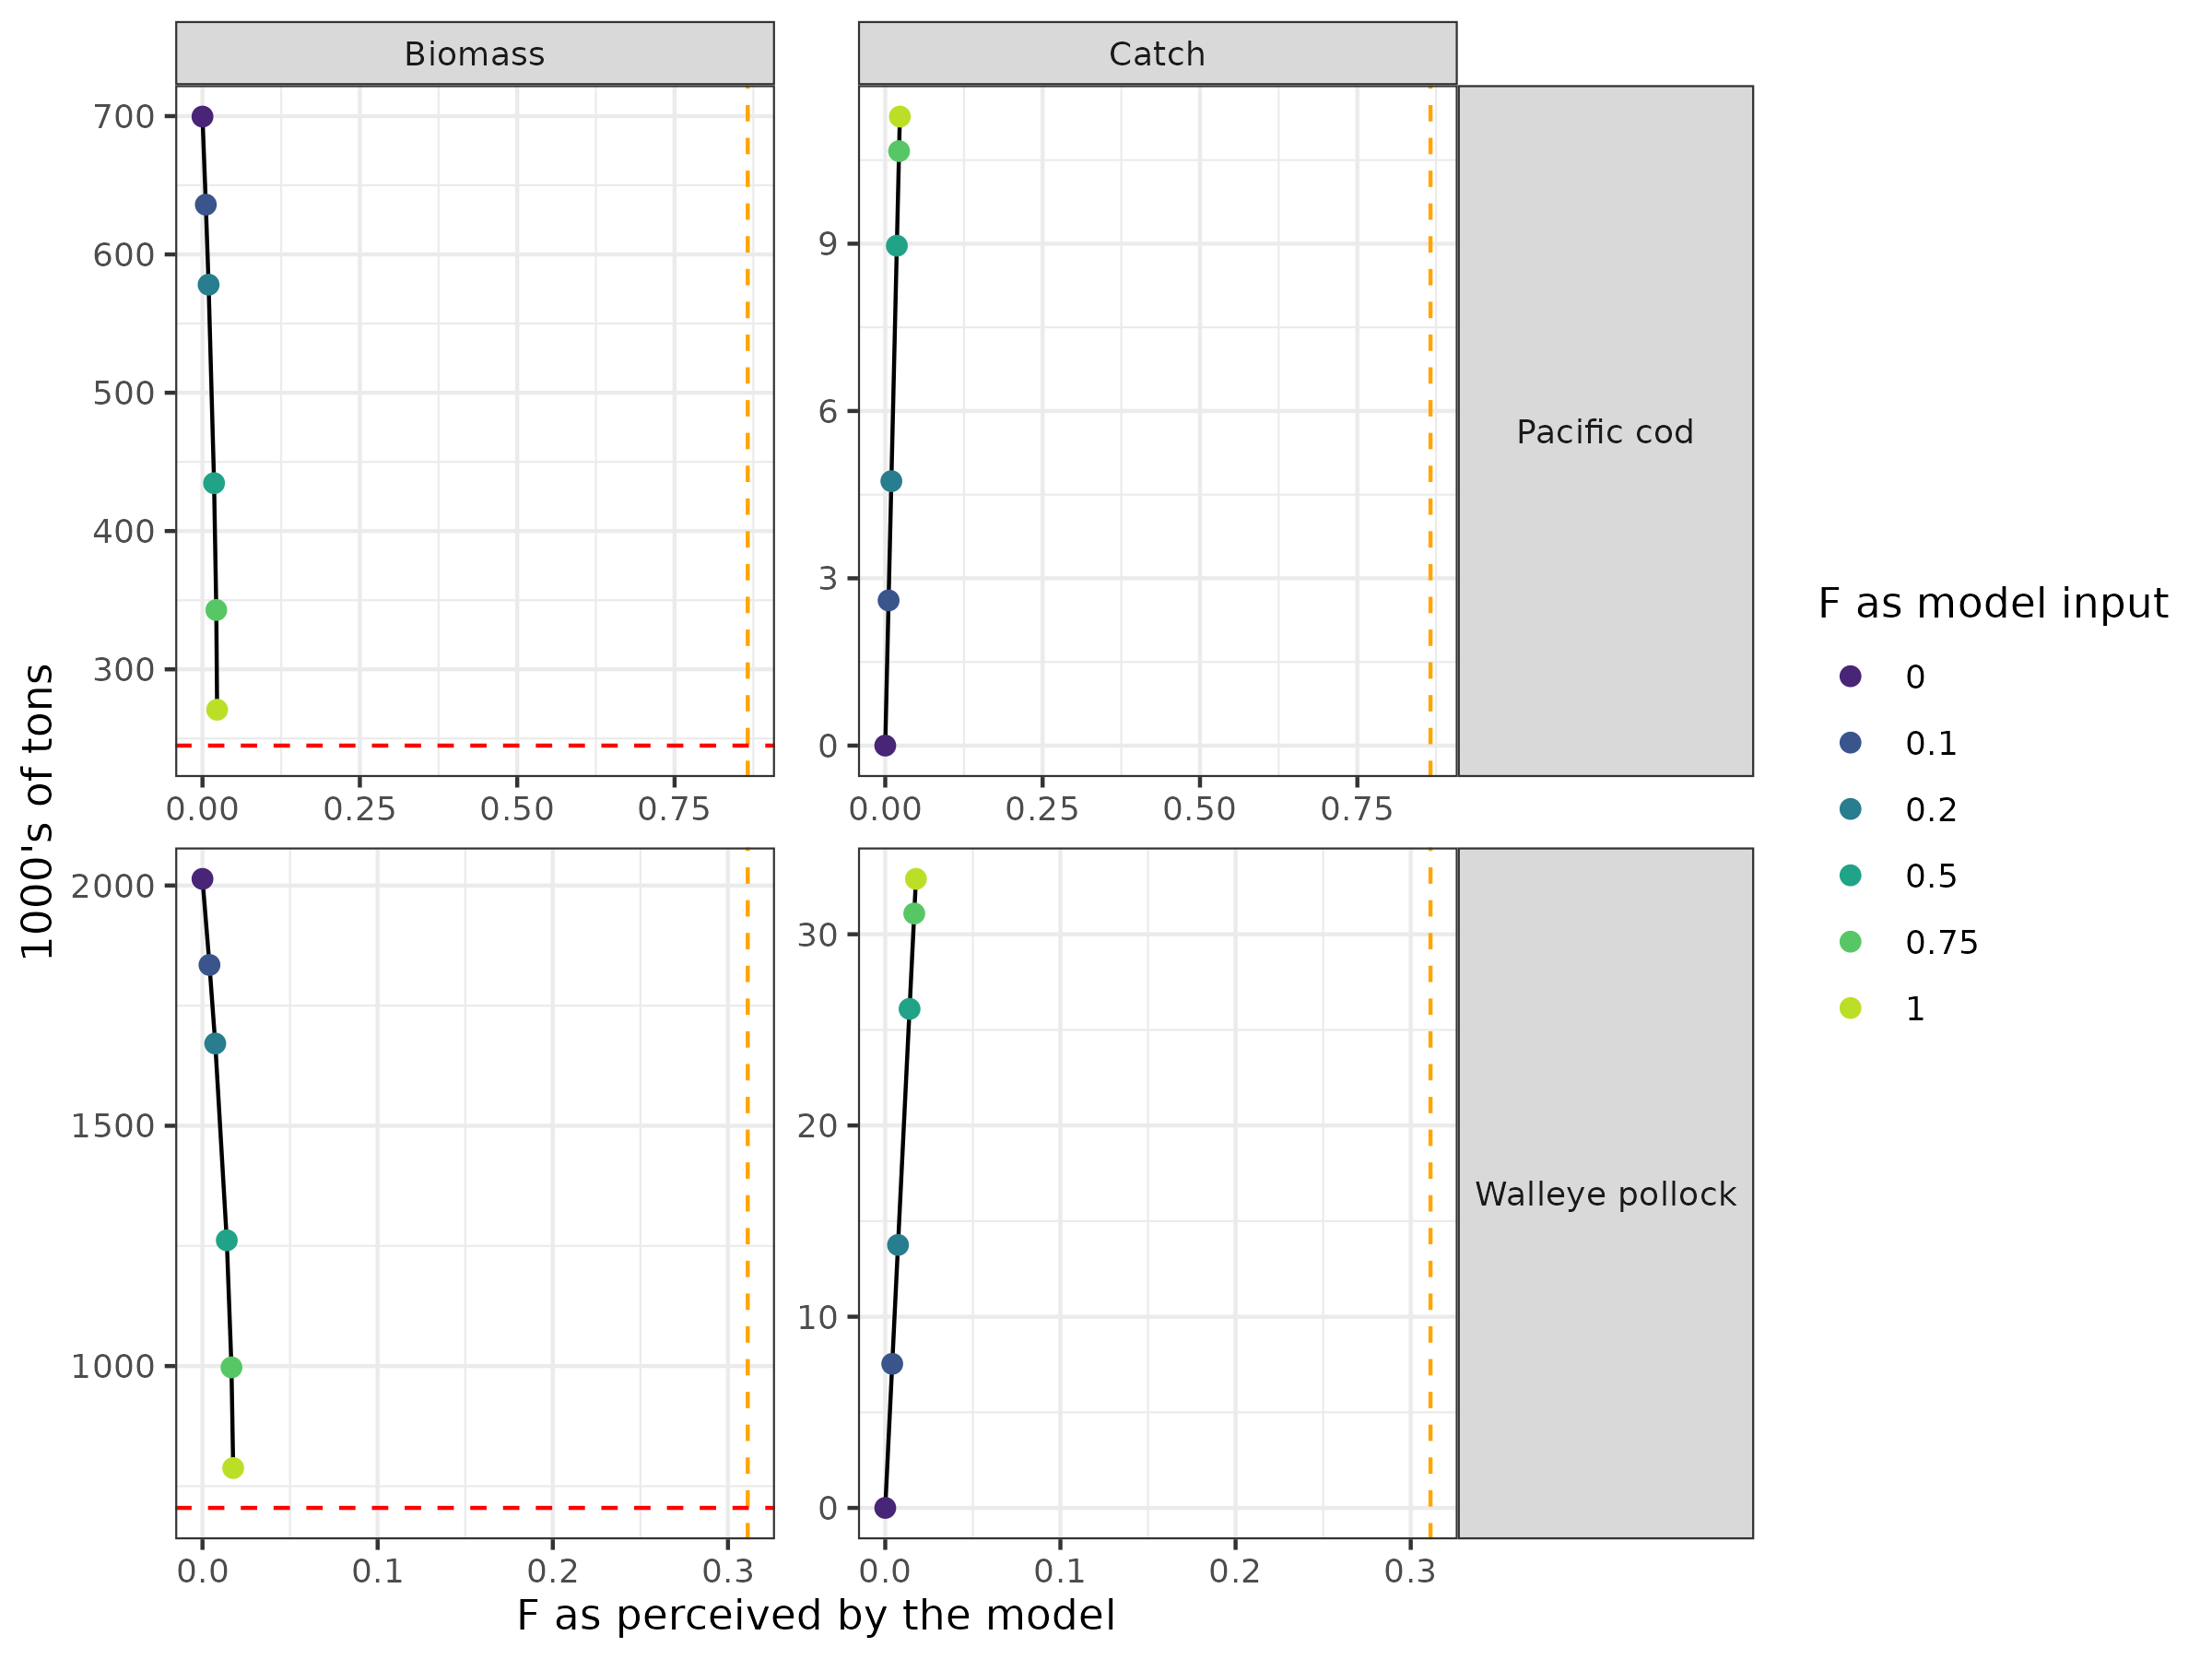 Biomass
Catch
700
600
500
400
300
9
6
3
0
Pacific cod
0.00 0.25 0.50 0.75
0.00 0.25 0.50 0.75
2000
1500
1000
30
20
10
0
Walleye pollock
0.0 0.1 0.2 0.3
0.0 0.1 0.2 0.3
1000's of tons
F as perceived by the model
F as model input
0
0.1
0.2
0.5
0.75
1